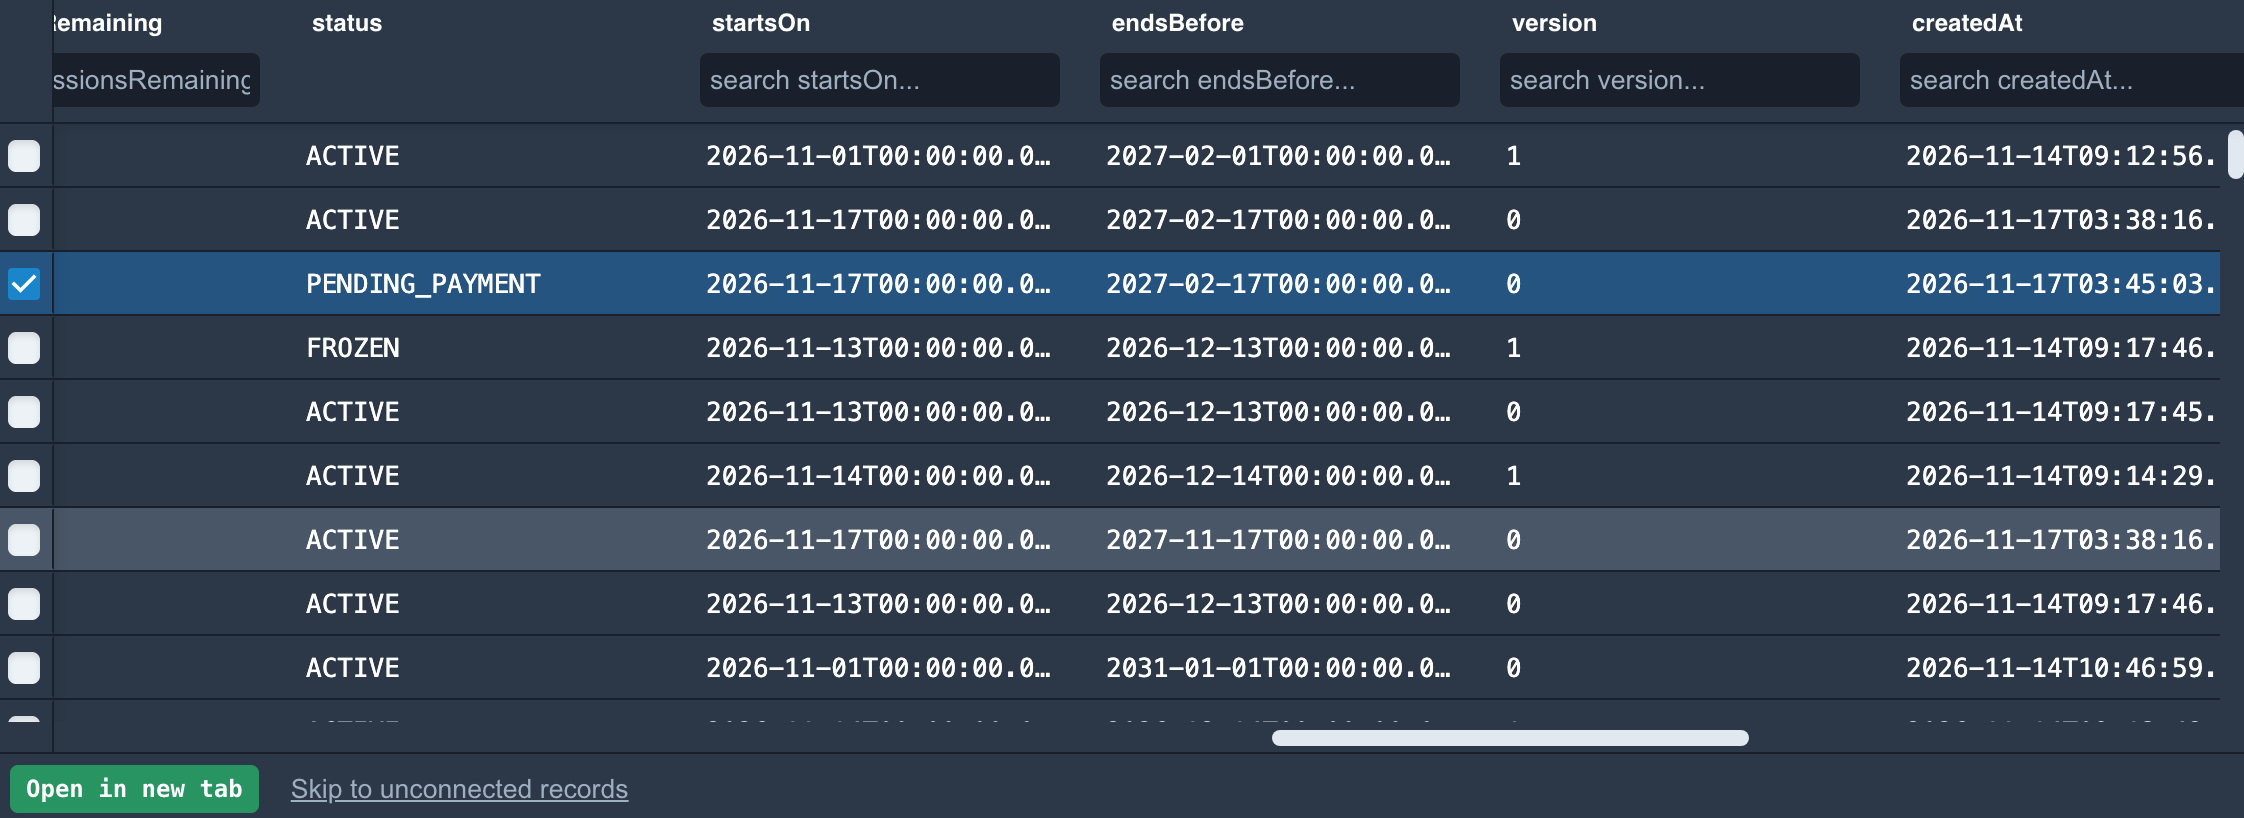 Remaining status startsOn endsBefore version createdAt
ssionsRemaining search startsOn... search endsBefore... search version... search createdAt...
ACTIVE 2026-11-01T00:00:00.0… 2027-02-01T00:00:00.0… 1 2026-11-14T09:12:56.
ACTIVE 2026-11-17T00:00:00.0… 2027-02-17T00:00:00.0… 0 2026-11-17T03:38:16.
PENDING_PAYMENT 2026-11-17T00:00:00.0… 2027-02-17T00:00:00.0… 0 2026-11-17T03:45:03.
FROZEN 2026-11-13T00:00:00.0… 2026-12-13T00:00:00.0… 1 2026-11-14T09:17:46.
ACTIVE 2026-11-13T00:00:00.0… 2026-12-13T00:00:00.0… 0 2026-11-14T09:17:45.
ACTIVE 2026-11-14T00:00:00.0… 2026-12-14T00:00:00.0… 1 2026-11-14T09:14:29.
ACTIVE 2026-11-17T00:00:00.0… 2027-11-17T00:00:00.0… 0 2026-11-17T03:38:16.
ACTIVE 2026-11-13T00:00:00.0… 2026-12-13T00:00:00.0… 0 2026-11-14T09:17:46.
ACTIVE 2026-11-01T00:00:00.0… 2031-01-01T00:00:00.0… 0 2026-11-14T10:46:59.
Open in new tab Skip to unconnected records